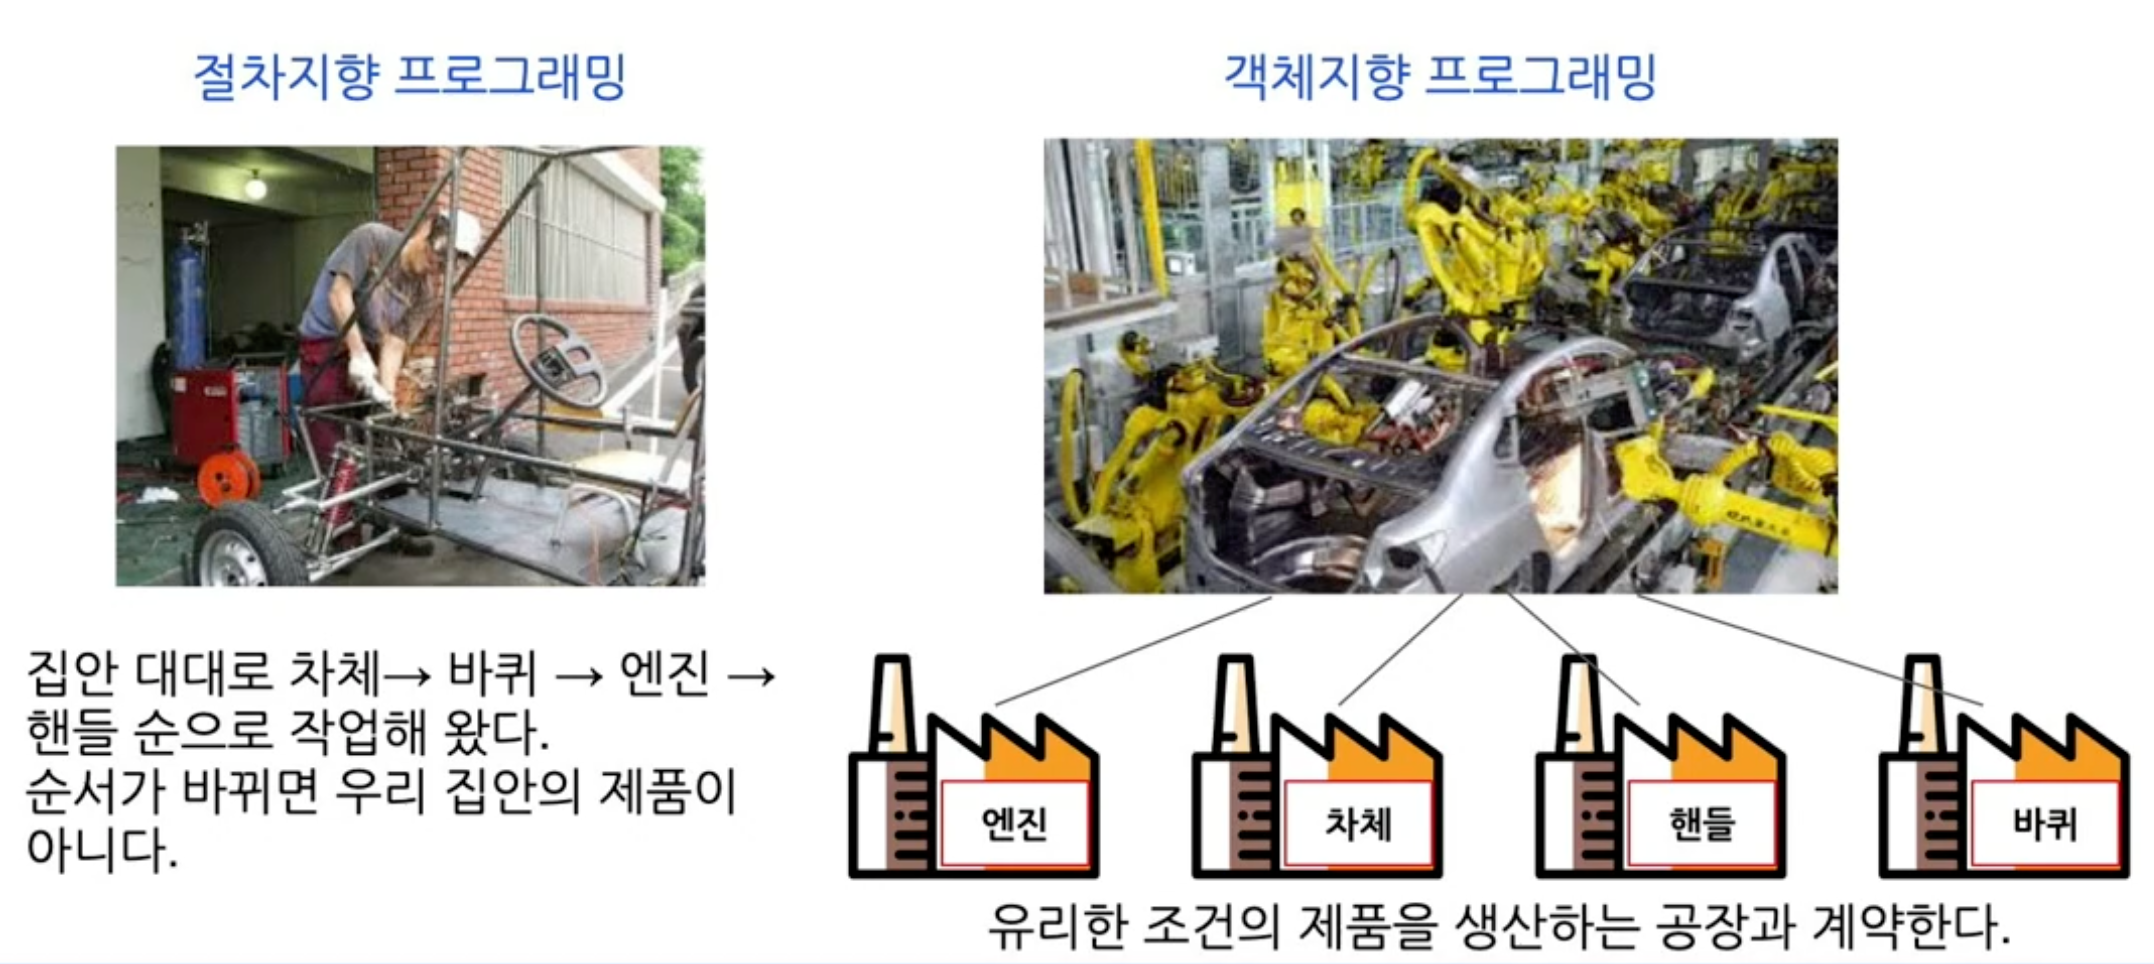 절차지향 프로그래밍
집안 대대로 차체→ 바퀴 → 엔진 →
핸들 순으로 작업해 왔다.
순서가 바뀌면 우리 집안의 제품이
아니다.
객체지향 프로그래밍
엔진
차체
핸들
바퀴
유리한 조건의 제품을 생산하는 공장과 계약한다.